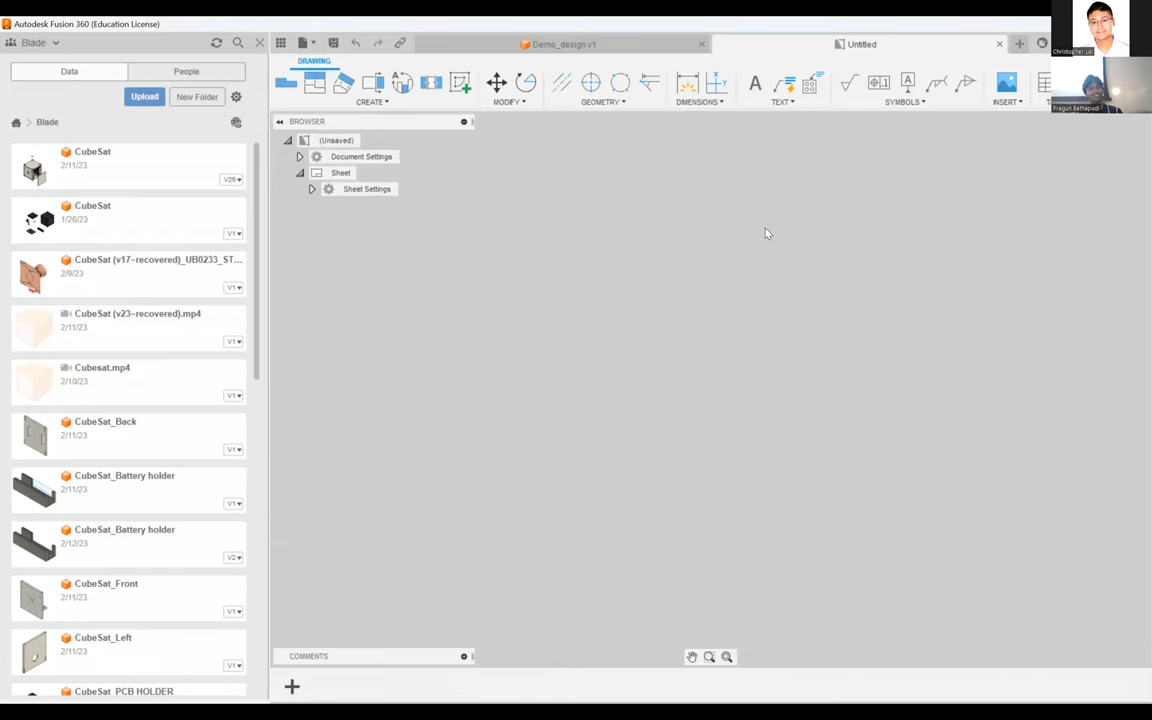 Autodesk Fusion 360 (Education License)
Blade
Demo_design v1
Untitled
Christopher Lai
Pragun Bethapudi
Data
People
DRAWING
Upload
New Folder
CREATE
MODIFY
GEOMETRY
DIMENSIONS
TEXT
SYMBOLS
INSERT
Blade
BROWSER
(Unsaved)
Document Settings
Sheet
Sheet Settings
CubeSat
2/11/23
V26
CubeSat
1/26/23
V1
CubeSat (v17~recovered)_UB0233_ST...
2/9/23
V1
CubeSat (v23~recovered).mp4
2/11/23
V1
Cubesat.mp4
2/10/23
V1
CubeSat_Back
2/11/23
V1
CubeSat_Battery holder
2/11/23
V1
CubeSat_Battery holder
2/12/23
V2
CubeSat_Front
2/11/23
V1
CubeSat_Left
2/11/23
V1
CubeSat_PCB HOLDER
COMMENTS